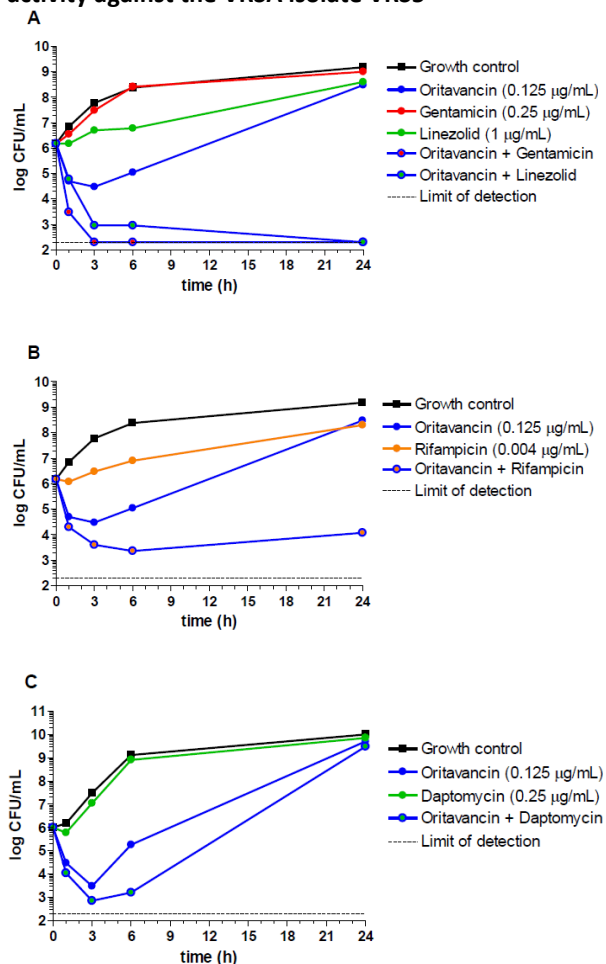 activity against the VRSA isolate VRS5
A
10
9
8
7
6
5
4
3
2
log CFU/mL
0 3 6 9 12 15 18 21 24
time (h)
Growth control
Oritavancin (0.125 µg/mL)
Gentamicin (0.25 µg/mL)
Linezolid (1 µg/mL)
Oritavancin + Gentamicin
Oritavancin + Linezolid
Limit of detection
B
10
9
8
7
6
5
4
3
2
log CFU/mL
0 3 6 9 12 15 18 21 24
time (h)
Growth control
Oritavancin (0.125 µg/mL)
Rifampicin (0.004 µg/mL)
Oritavancin + Rifampicin
Limit of detection
C
11
10
9
8
7
6
5
4
3
2
log CFU/mL
0 3 6 9 12 15 18 21 24
time (h)
Growth control
Oritavancin (0.125 µg/mL)
Daptomycin (0.25 µg/mL)
Oritavancin + Daptomycin
Limit of detection